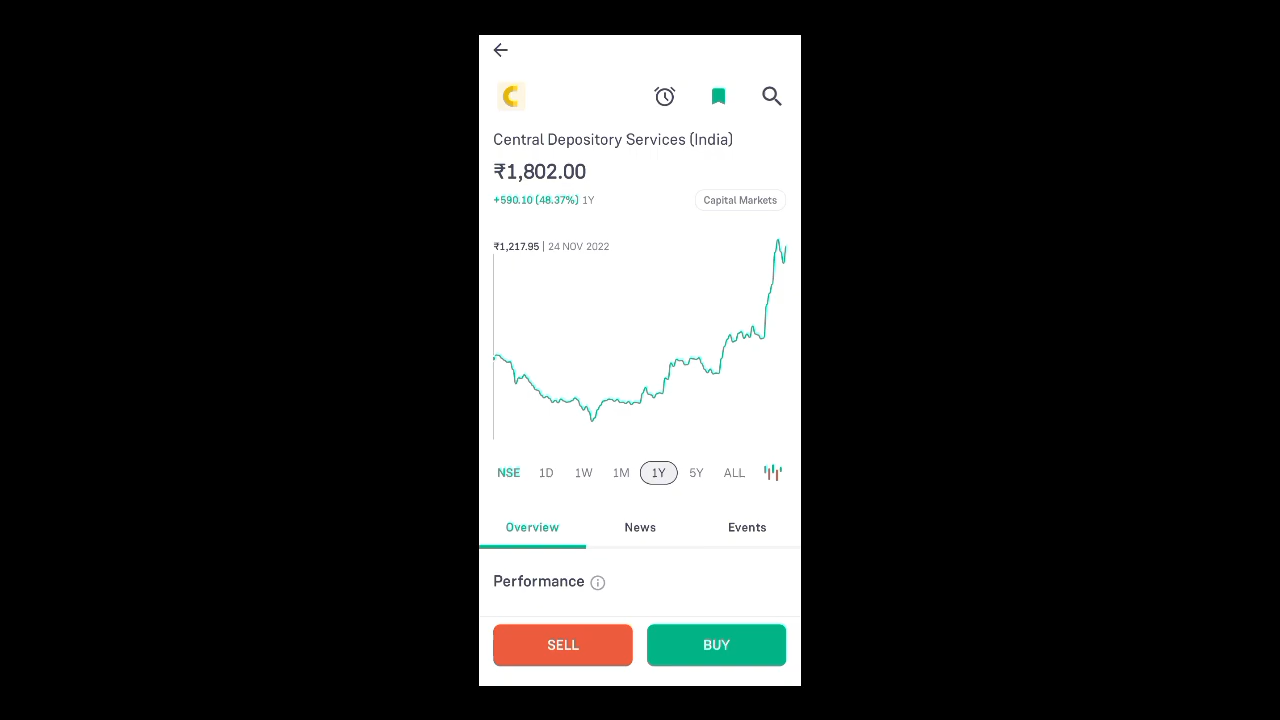 Central Depository Services (India)
₹1,802.00
+590.10 (48.37%) 1Y
Capital Markets
₹1,217.95 | 24 NOV 2022
NSE 1D 1W 1M 1Y 5Y ALL
Overview News Events
Performance
SELL BUY